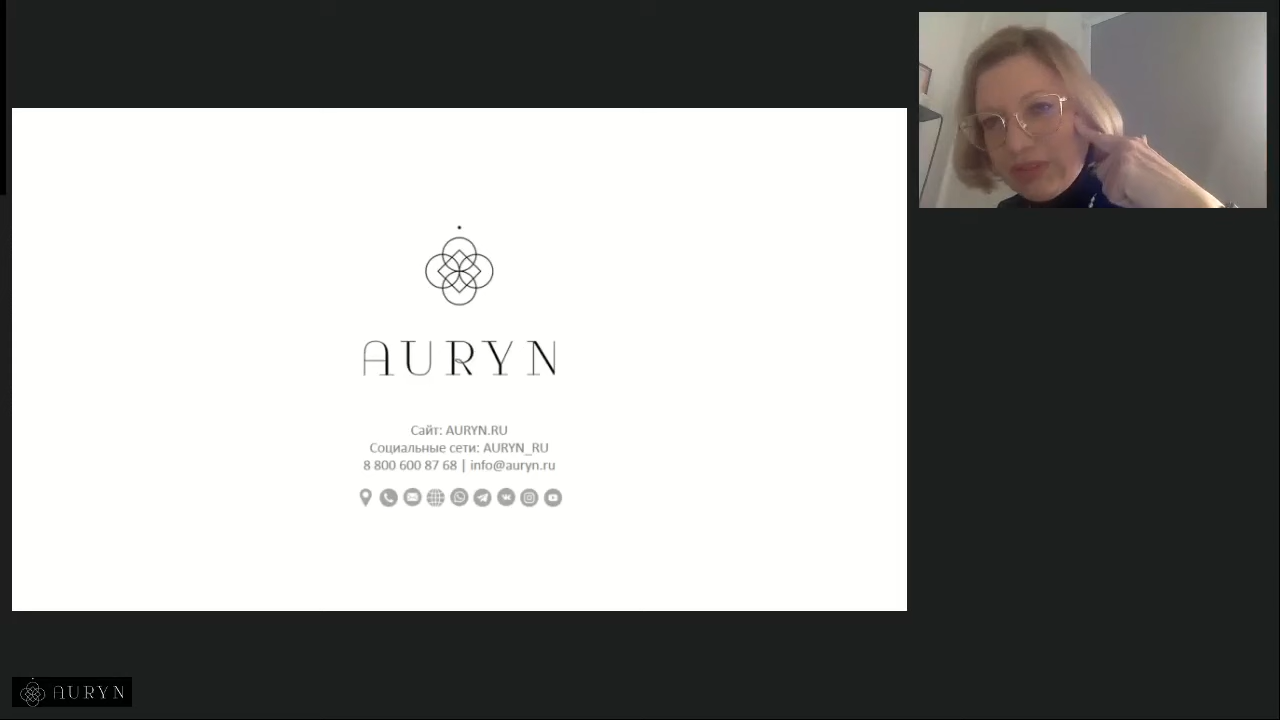 AURYN
Сайт: AURYN.RU
Социальные сети: AURYN_RU
8 800 600 87 68 | info@auryn.ru
AURYN